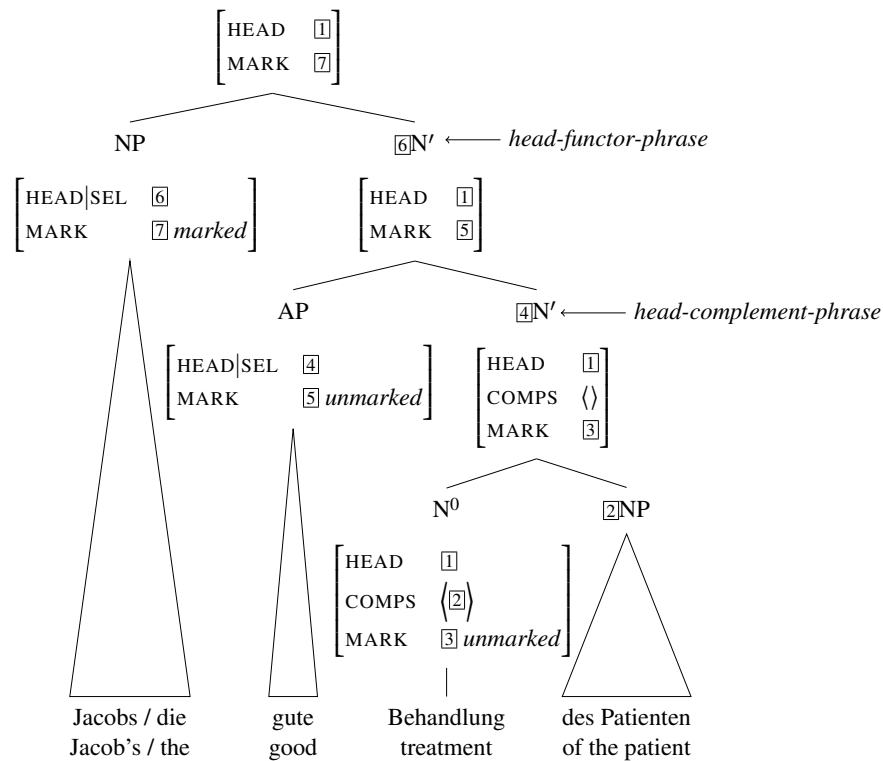 HEAD 1
MARK 7
NP 6N′ head-functor-phrase
HEAD|SEL 6 HEAD 1
MARK 7 marked MARK 5
AP 4N′ head-complement-phrase
HEAD|SEL 4 HEAD 1
MARK 5 unmarked COMPS ⟨⟩
MARK 3
N⁰ 2NP
HEAD 1
COMPS ⟨2⟩
MARK 3 unmarked
Jacobs / die gute Behandlung des Patienten
Jacob's / the good treatment of the patient